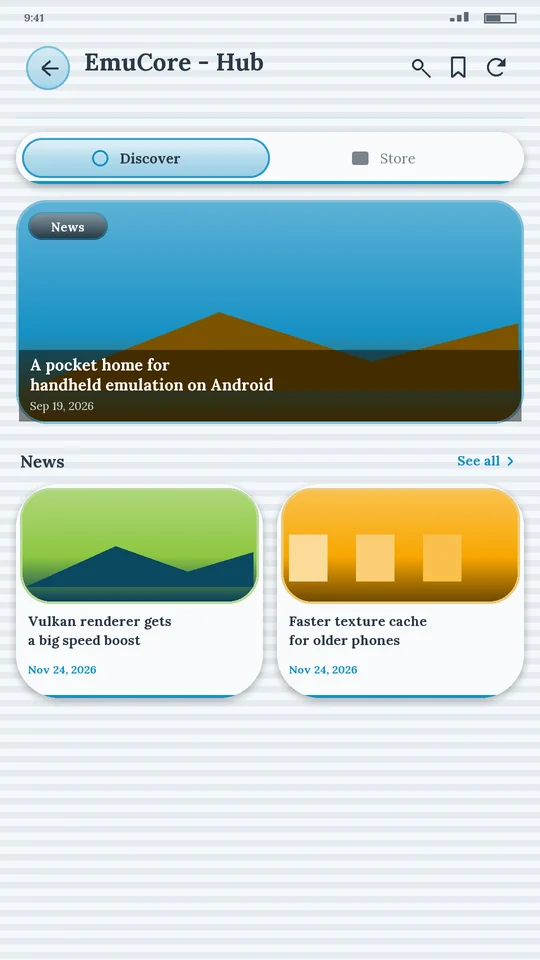 9:41
EmuCore - Hub
Discover
Store
News
A pocket home for
handheld emulation on Android
Sep 19, 2026
News
See all
Vulkan renderer gets
a big speed boost
Nov 24, 2026
Faster texture cache
for older phones
Nov 24, 2026